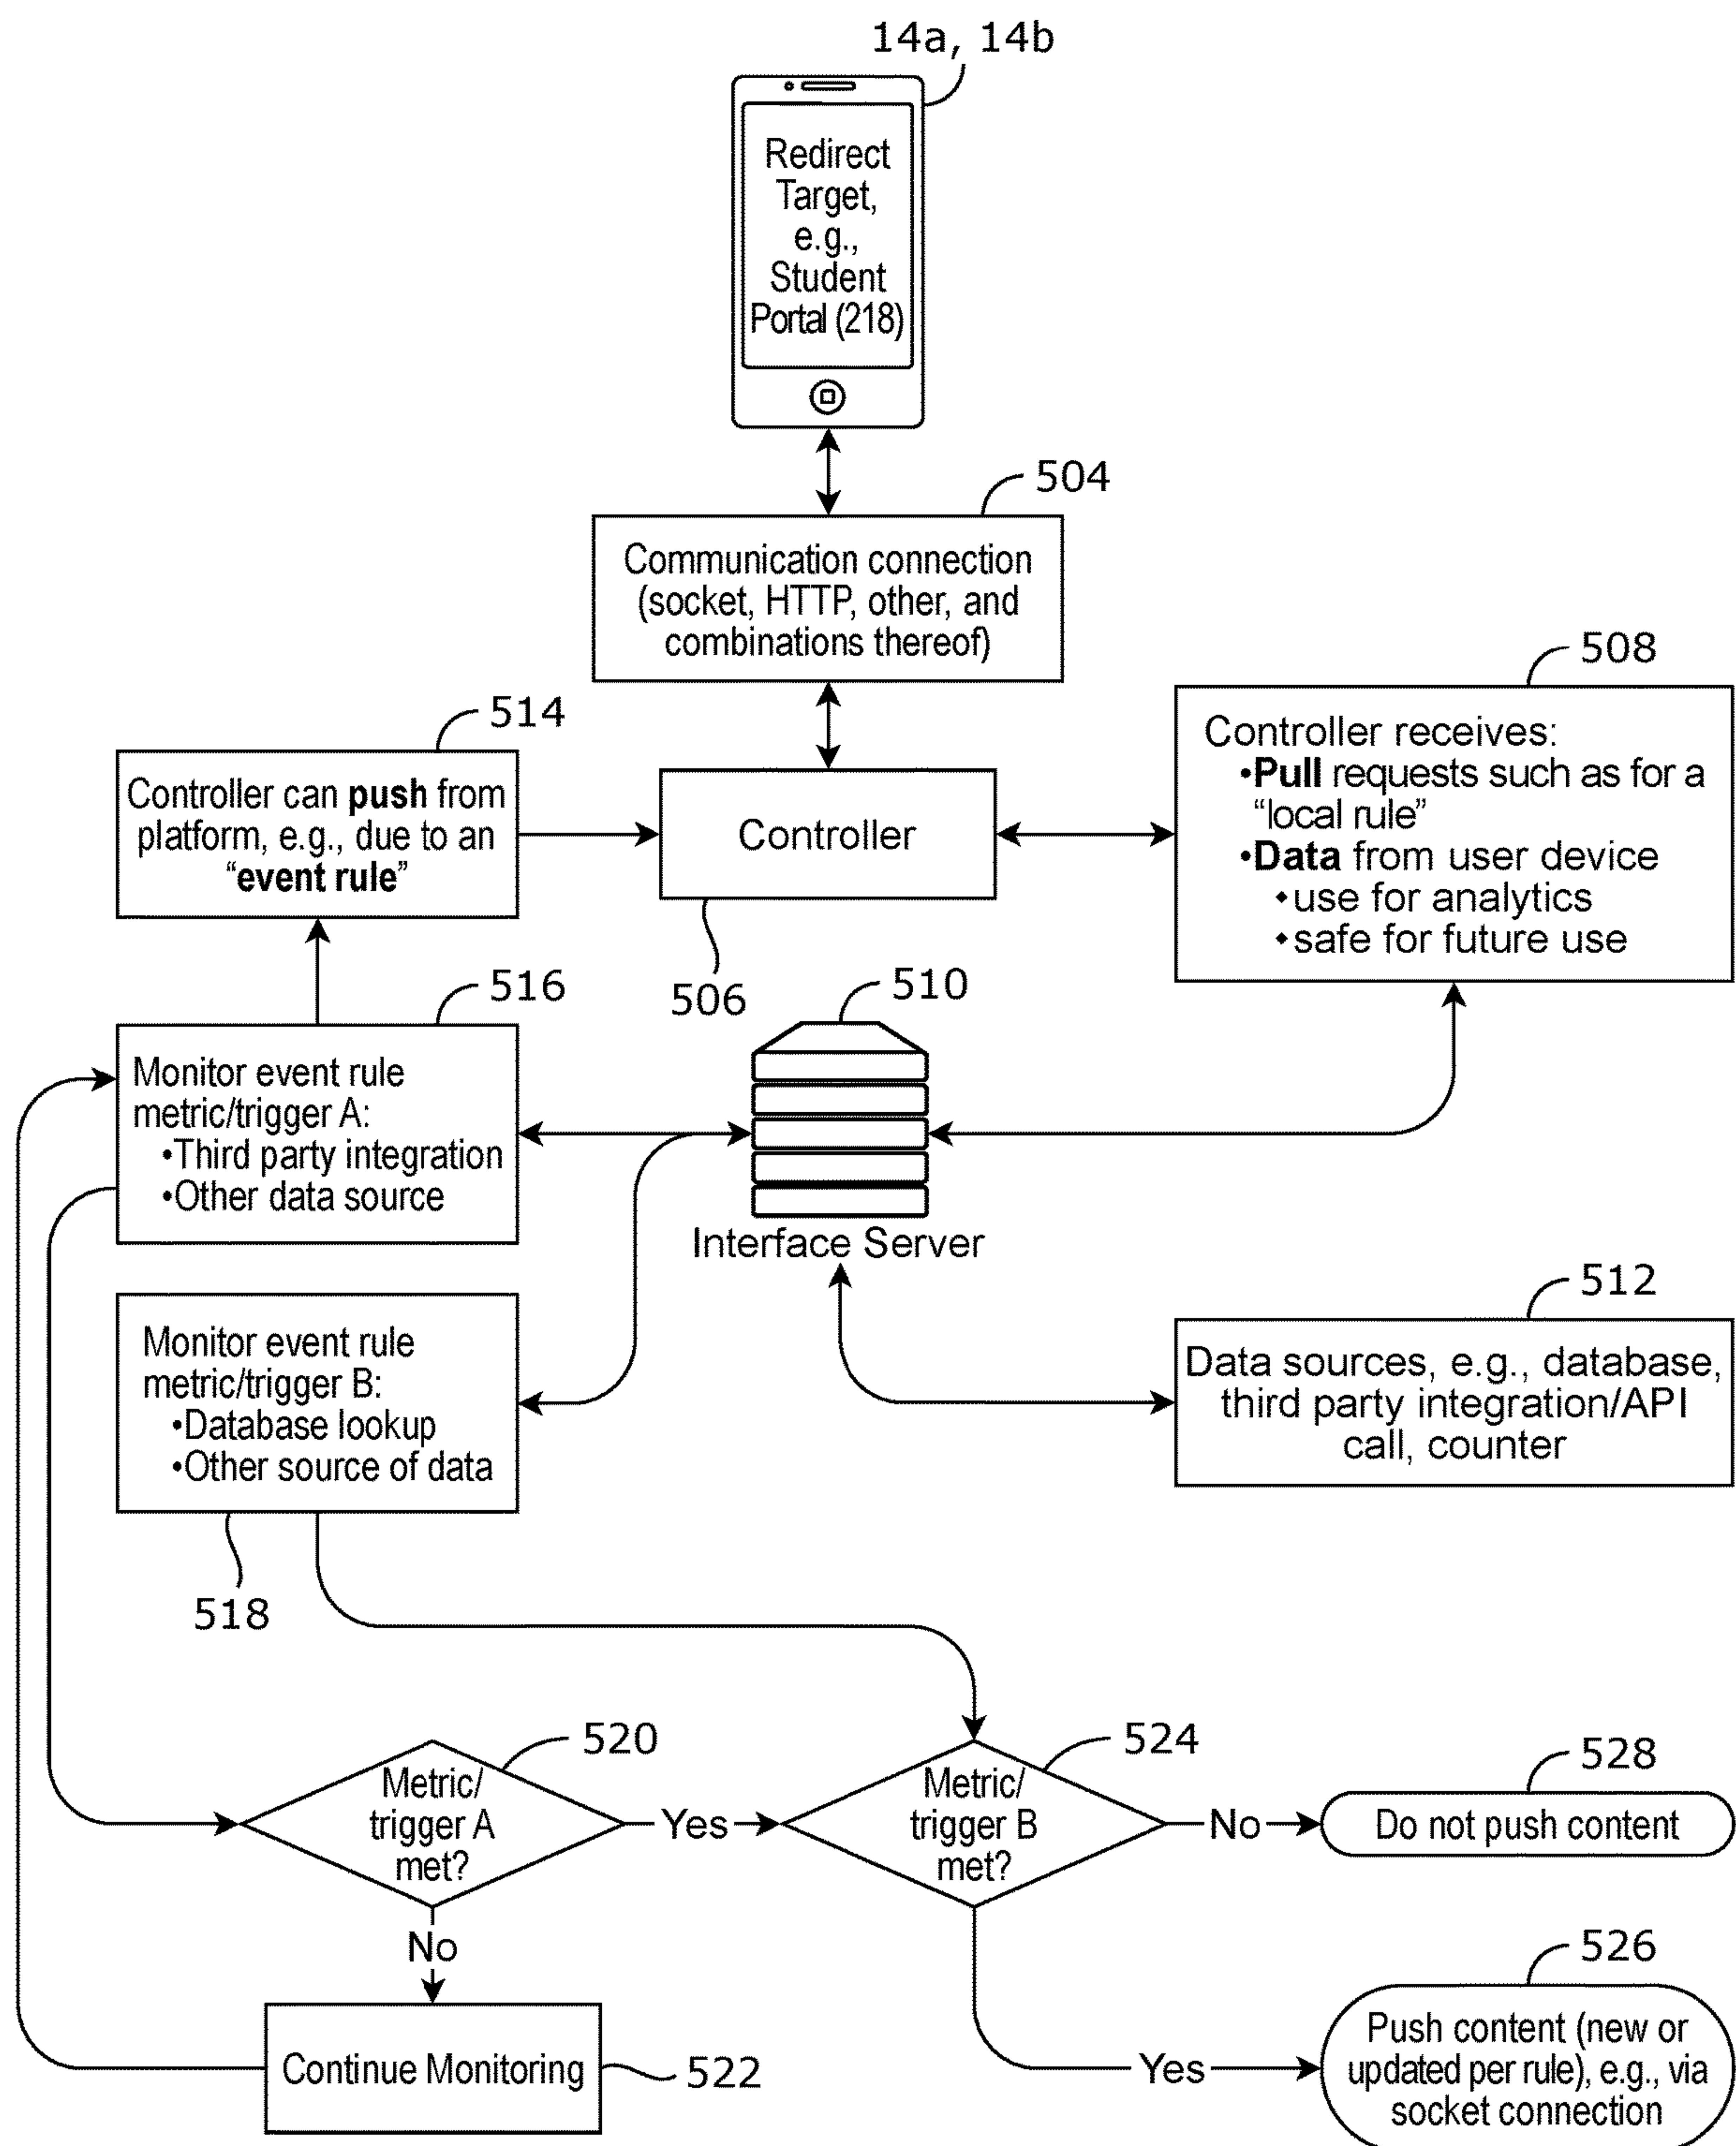 14a, 14b
Redirect
Target,
e.g.,
Student
Portal (218)
504
Communication connection
(socket, HTTP, other, and
combinations thereof)
508
Controller receives:
•Pull requests such as for a
“local rule”
•Data from user device
◆use for analytics
◆safe for future use
514
Controller can push from
platform, e.g., due to an
“event rule”
Controller
506
516
Monitor event rule
metric/trigger A:
•Third party integration
•Other data source
510
Interface Server
512
Data sources, e.g., database,
third party integration/API
call, counter
Monitor event rule
metric/trigger B:
•Database lookup
•Other source of data
518
520
Metric/
trigger A
met?
Yes
524
Metric/
trigger B
met?
No
528
Do not push content
No
Continue Monitoring
522
Yes
526
Push content (new or
updated per rule), e.g., via
socket connection